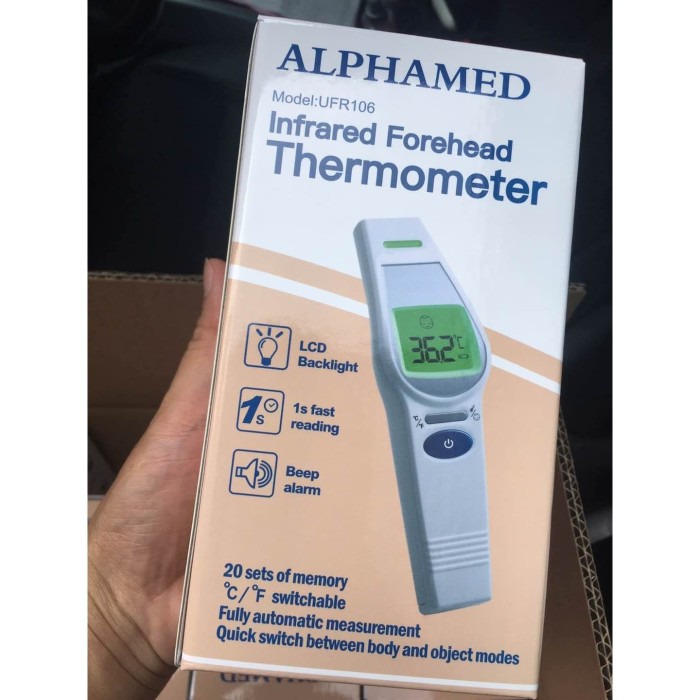 ALPHAMED
Model:UFR106
Infrared Forehead
Thermometer
36.2 °C
°C/°F
LCD
Backlight
1s
1s fast
reading
Beep
alarm
20 sets of memory
°C/°F switchable
Fully automatic measurement
Quick switch between body and object modes